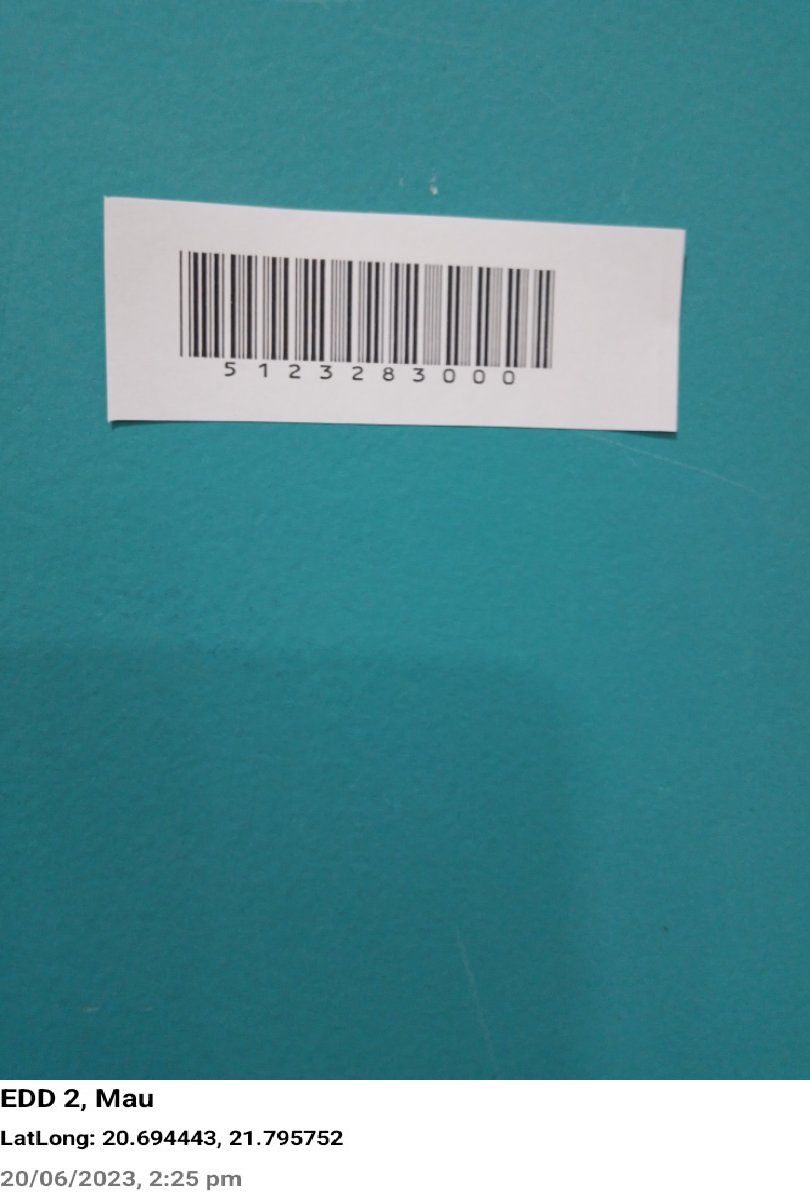 5123283000
EDD 2, Mau
LatLong: 20.694443, 21.795752
20/06/2023, 2:25 pm